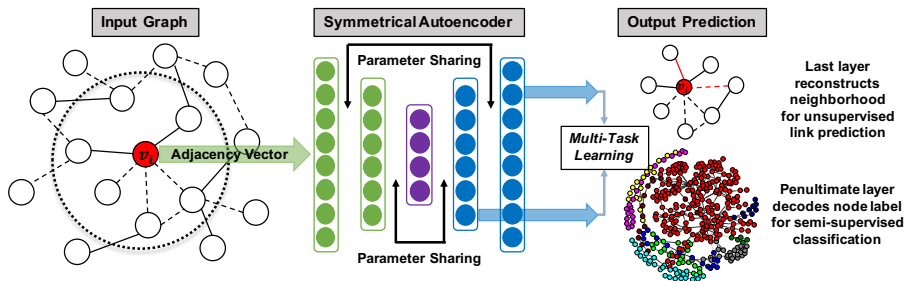 Input Graph
Symmetrical Autoencoder
Output Prediction
Parameter Sharing
v_i
Adjacency Vector
Parameter Sharing
Multi-Task
Learning
Last layer
reconstructs
neighborhood
for unsupervised
link prediction
Penultimate layer
decodes node label
for semi-supervised
classification